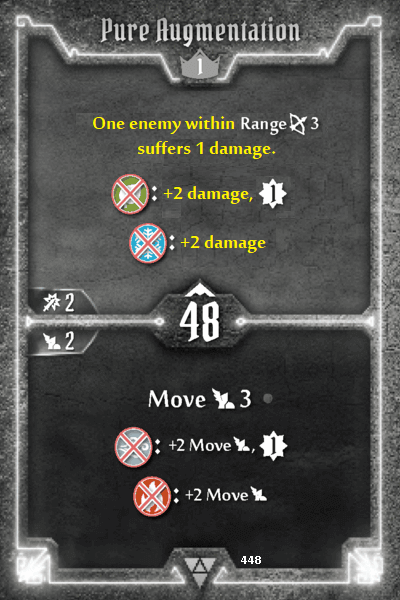 Pure Augmentation
1
One enemy within Range 3
suffers 1 damage.
: +2 damage, 1
: +2 damage
2
48
2
Move 3
: +2 Move, 1
: +2 Move
448